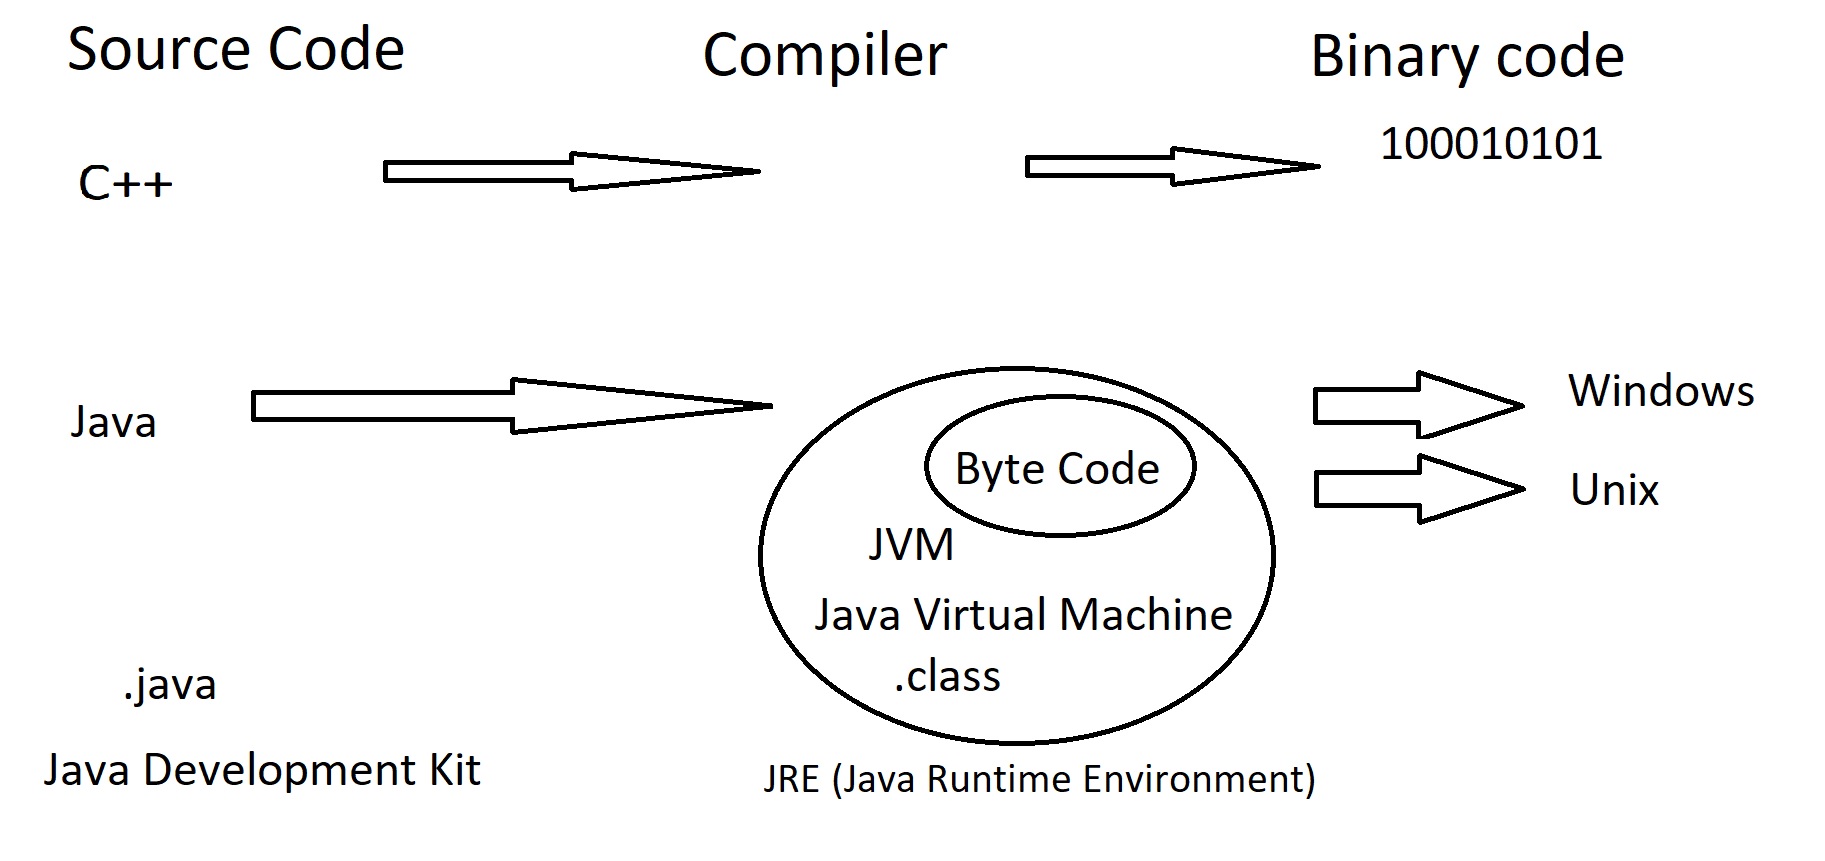 Source Code
Compiler
Binary code
100010101
C++
Java
Byte Code
JVM
Java Virtual Machine
.class
Windows
Unix
.java
Java Development Kit
JRE (Java Runtime Environment)